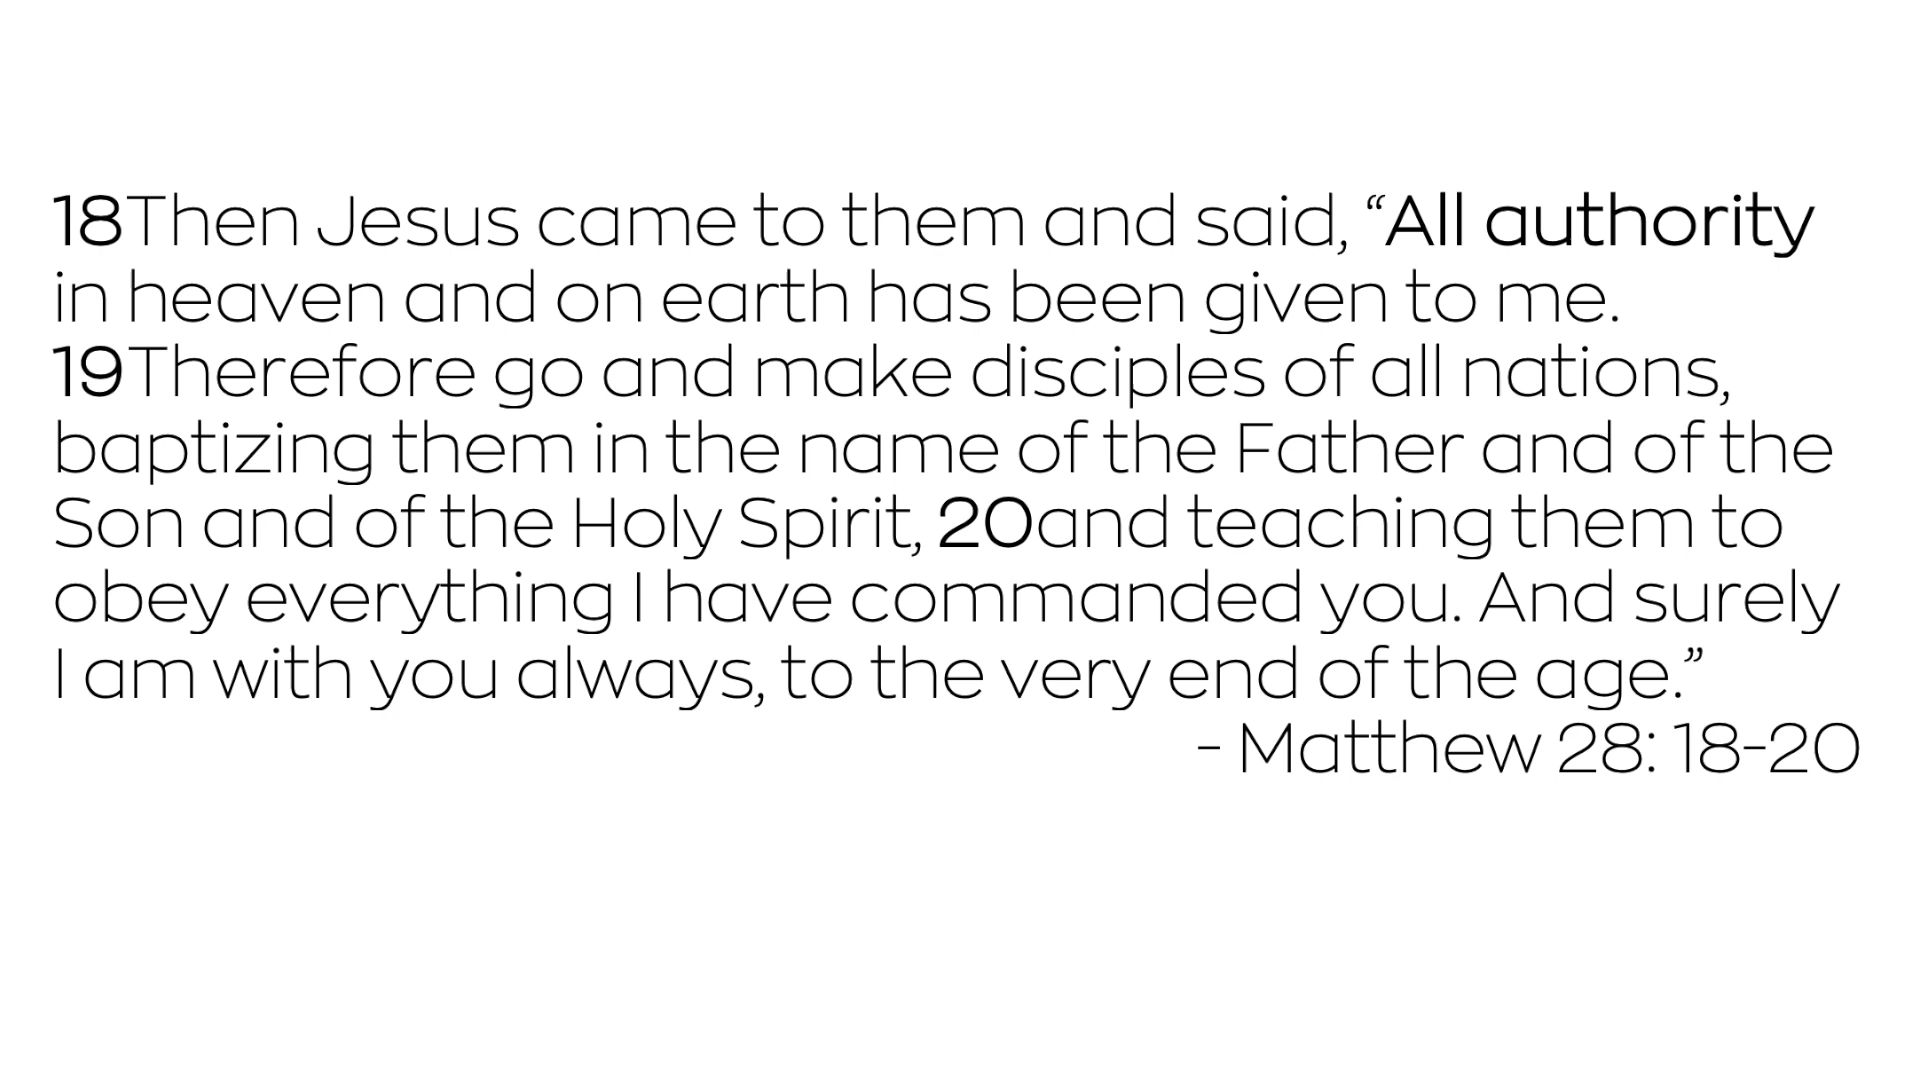 18Then Jesus came to them and said, “All authority
in heaven and on earth has been given to me.
19Therefore go and make disciples of all nations,
baptizing them in the name of the Father and of the
Son and of the Holy Spirit, 20and teaching them to
obey everything I have commanded you. And surely
I am with you always, to the very end of the age.”
- Matthew 28: 18-20